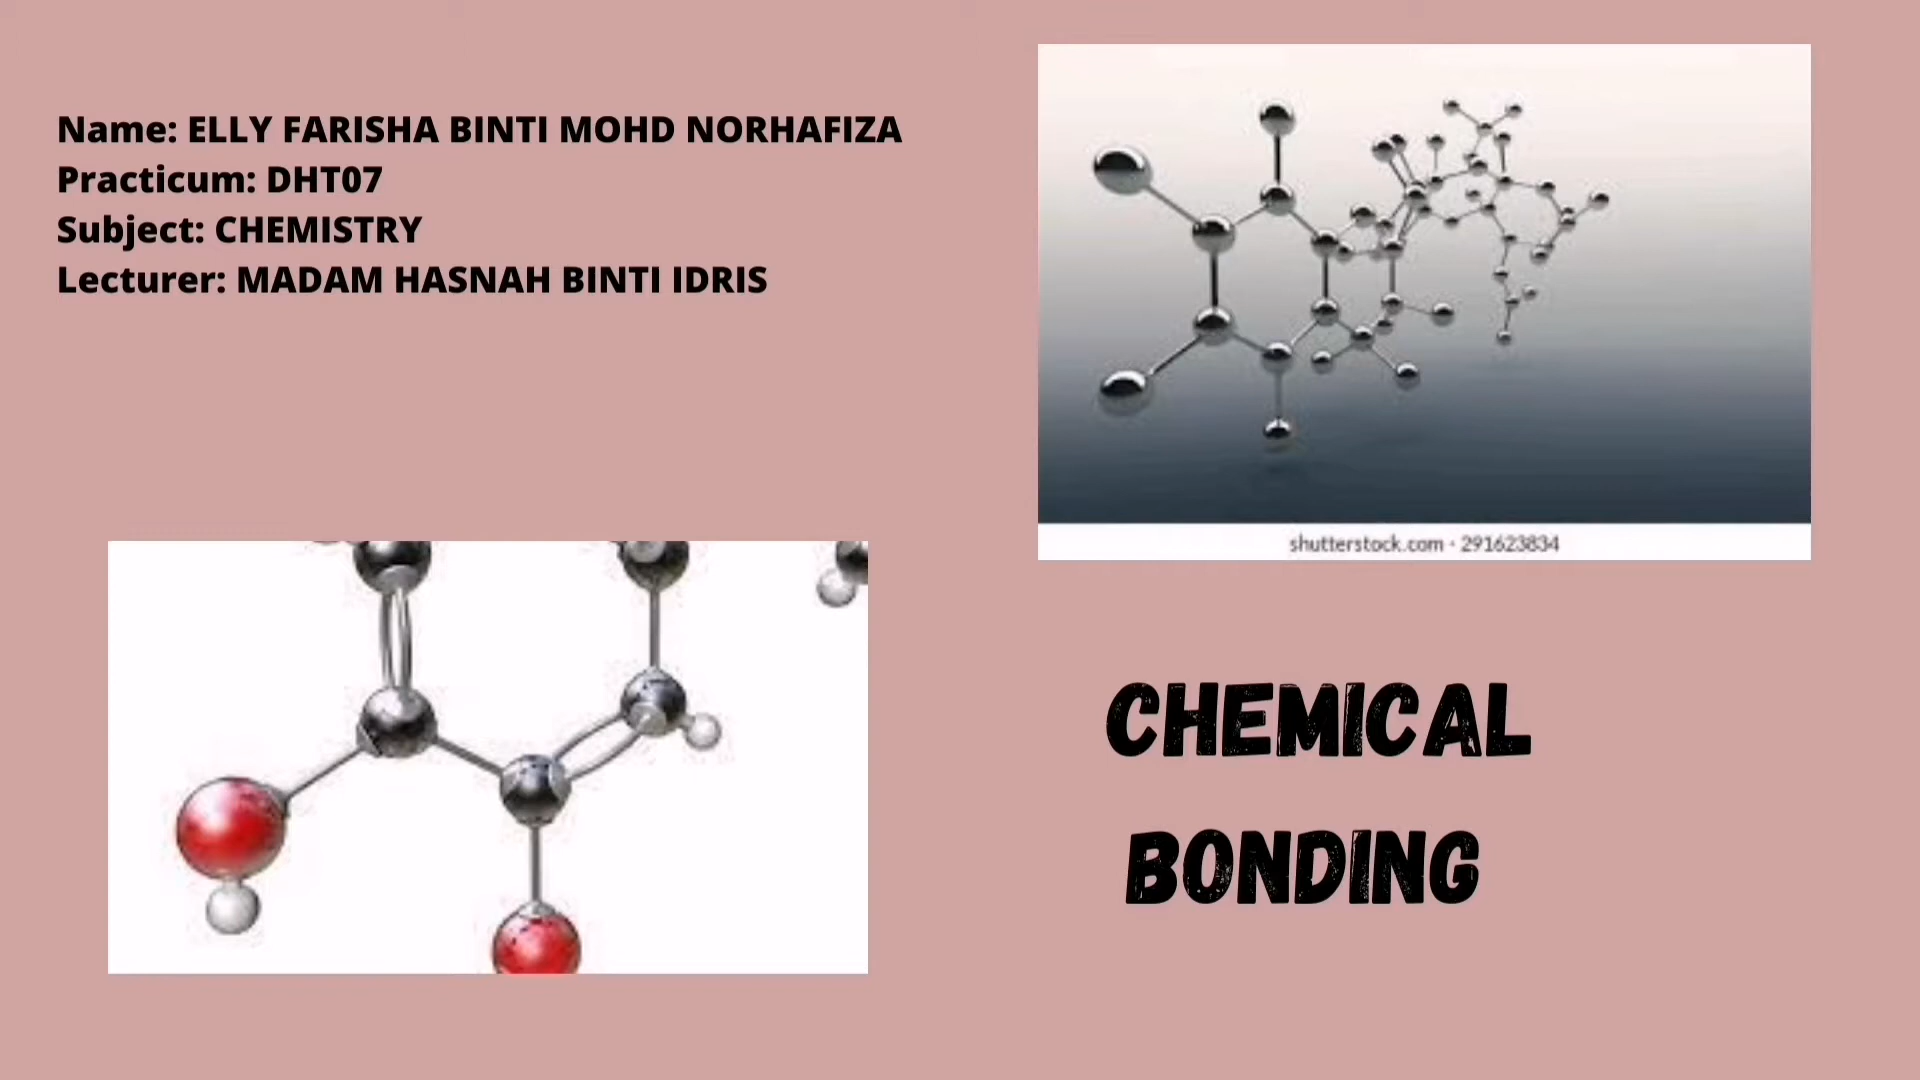 Name: ELLY FARISHA BINTI MOHD NORHAFIZA
Practicum: DHT07
Subject: CHEMISTRY
Lecturer: MADAM HASNAH BINTI IDRIS
shutterstock.com · 291623834
CHEMICAL
BONDING